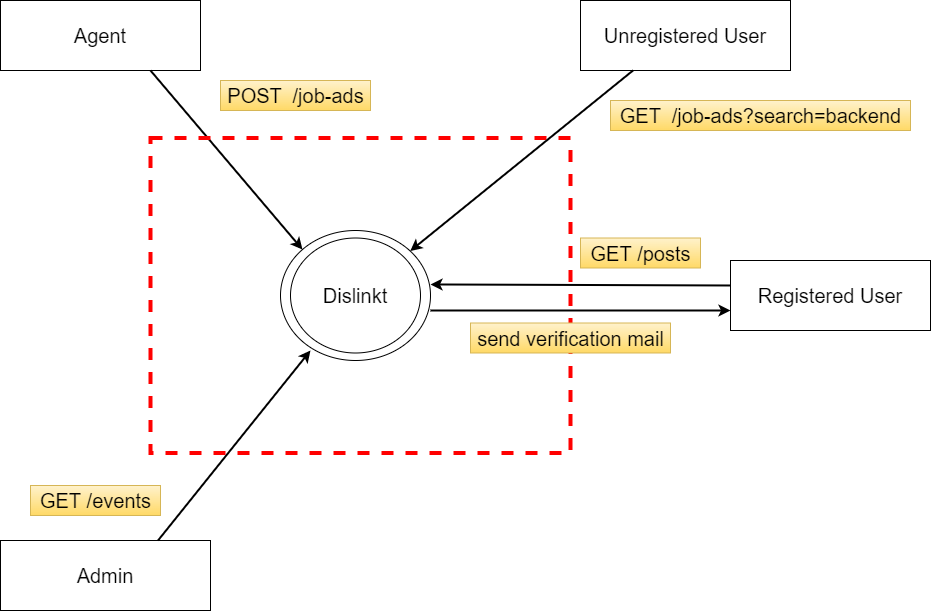 Agent
Unregistered User
POST  /job-ads
GET  /job-ads?search=backend
GET /posts
Dislinkt
Registered User
send verification mail
GET /events
Admin